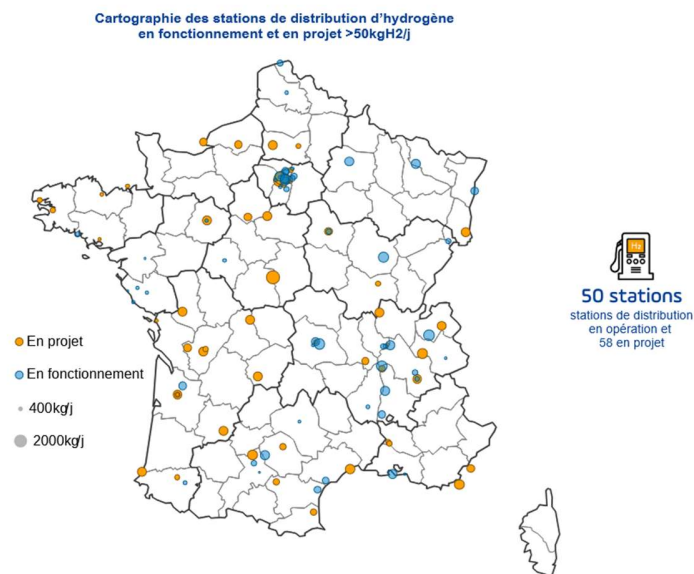 Cartographie des stations de distribution d'hydrogène
en fonctionnement et en projet >50kgH2/j
En projet
En fonctionnement
400kg/j
2000kg/j
H₂
50 stations
stations de distribution
en opération et
58 en projet